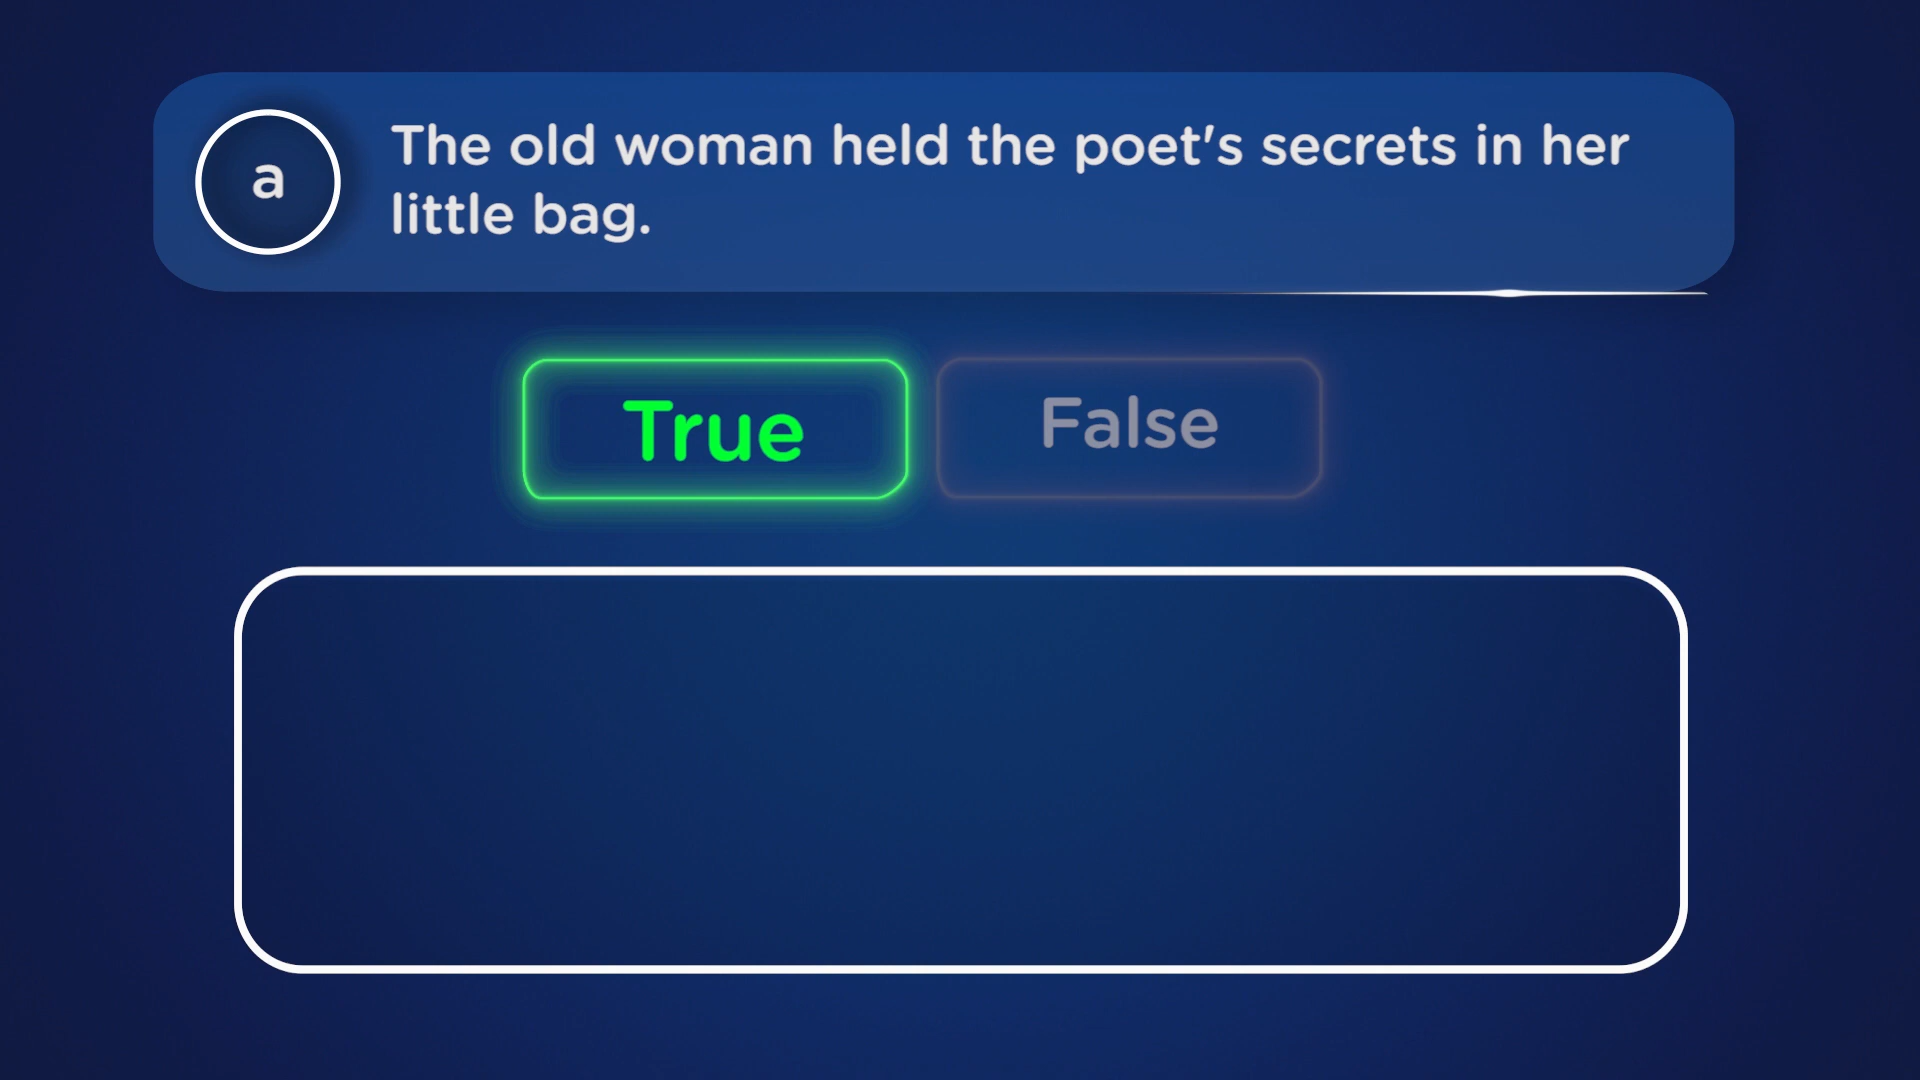 a
The old woman held the poet's secrets in her
little bag.
True
False